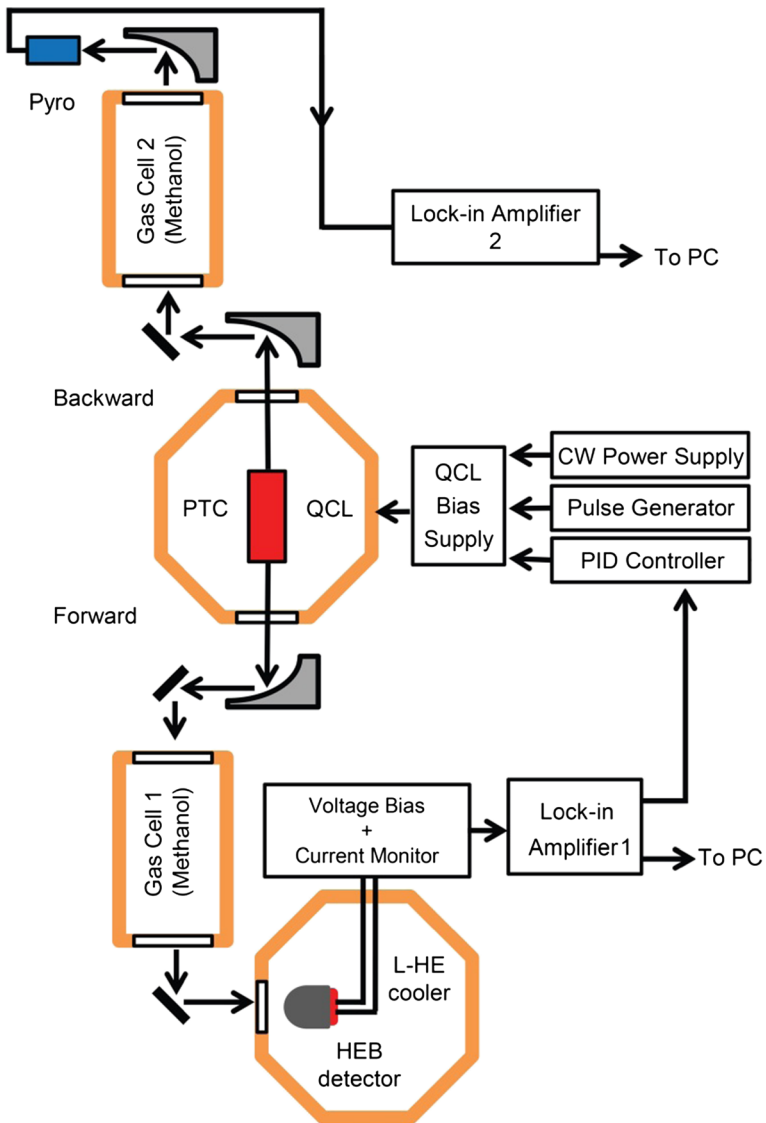 Pyro
Gas Cell 2
(Methanol)
Lock-in Amplifier
2
To PC
Backward
PTC
QCL
QCL
Bias
Supply
CW Power Supply
Pulse Generator
PID Controller
Forward
Gas Cell 1
(Methanol)
Voltage Bias
+
Current Monitor
Lock-in
Amplifier1
To PC
L-HE
cooler
HEB
detector